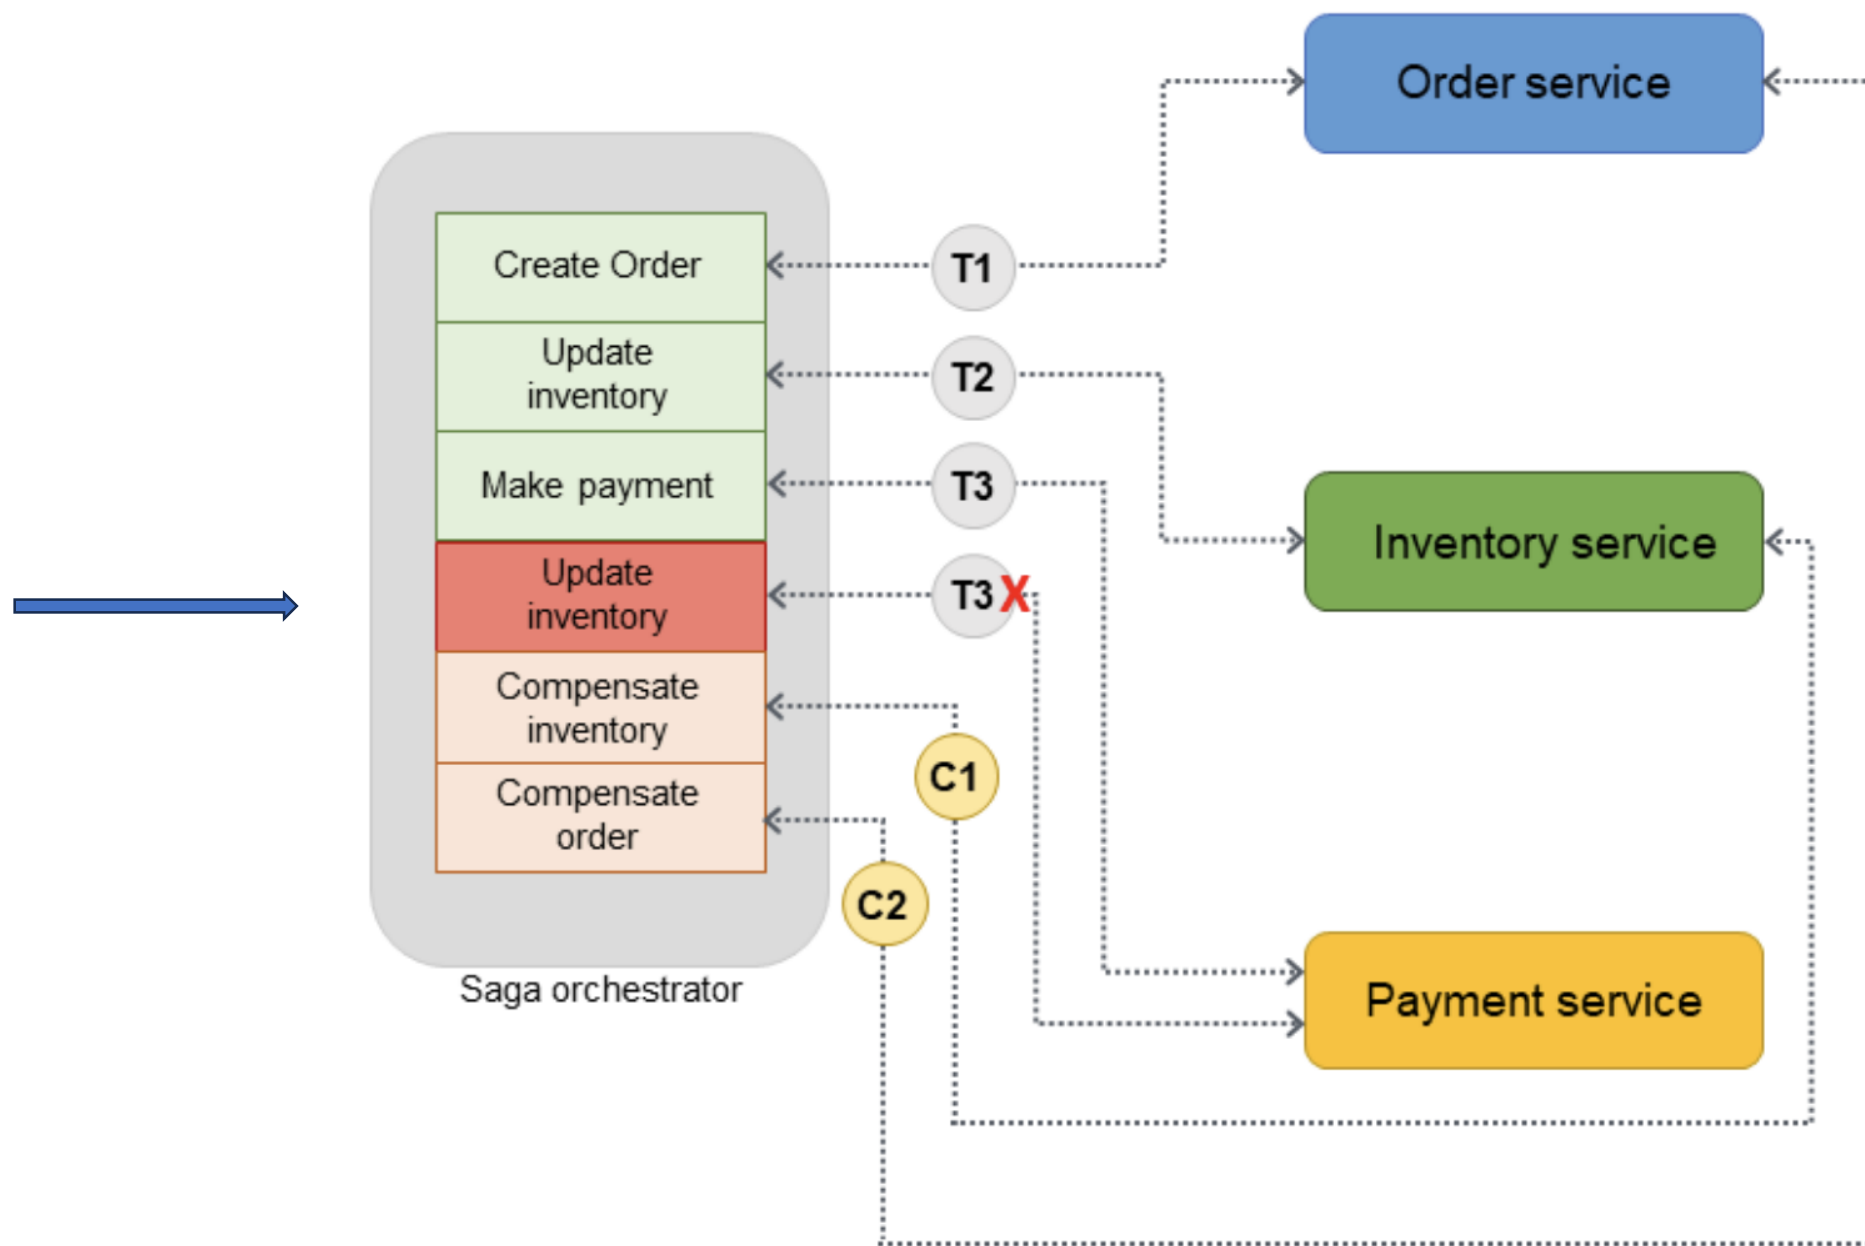 Order service
Create Order
T1
Update
inventory
T2
Make payment
T3
Inventory service
Update
inventory
T3
X
Compensate
inventory
C1
Compensate
order
C2
Saga orchestrator
Payment service